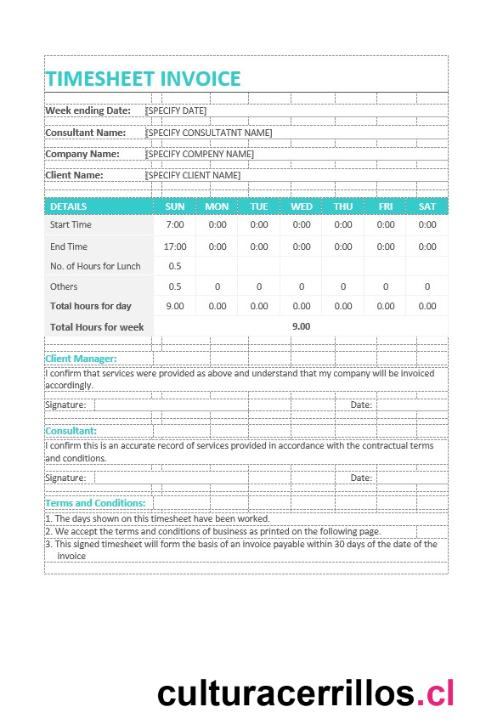 TIMESHEET INVOICE
Week ending Date: [SPECIFY DATE]
Consultant Name: [SPECIFY CONSULTATNT NAME]
Company Name: [SPECIFY COMPENY NAME]
Client Name: [SPECIFY CLIENT NAME]
DETAILS SUN MON TUE WED THU FRI SAT
Start Time 7:00 0:00 0:00 0:00 0:00 0:00 0:00
End Time 17:00 0:00 0:00 0:00 0:00 0:00 0:00
No. of Hours for Lunch 0.5
Others 0.5 0 0 0 0 0 0
Total hours for day 9.00 0.00 0.00 0.00 0.00 0.00 0.00
Total Hours for week 9.00
Client Manager:
I confirm that services were provided as above and understand that my company will be invoiced
accordingly.
Signature: Date:
Consultant:
I confirm this is an accurate record of services provided in accordance with the contractual terms
and conditions.
Signature: Date:
Terms and Conditions:
1. The days shown on this timesheet have been worked.
2. We accept the terms and conditions of business as printed on the following page.
3. This signed timesheet will form the basis of an invoice payable within 30 days of the date of the
invoice
culturacerrillos.cl